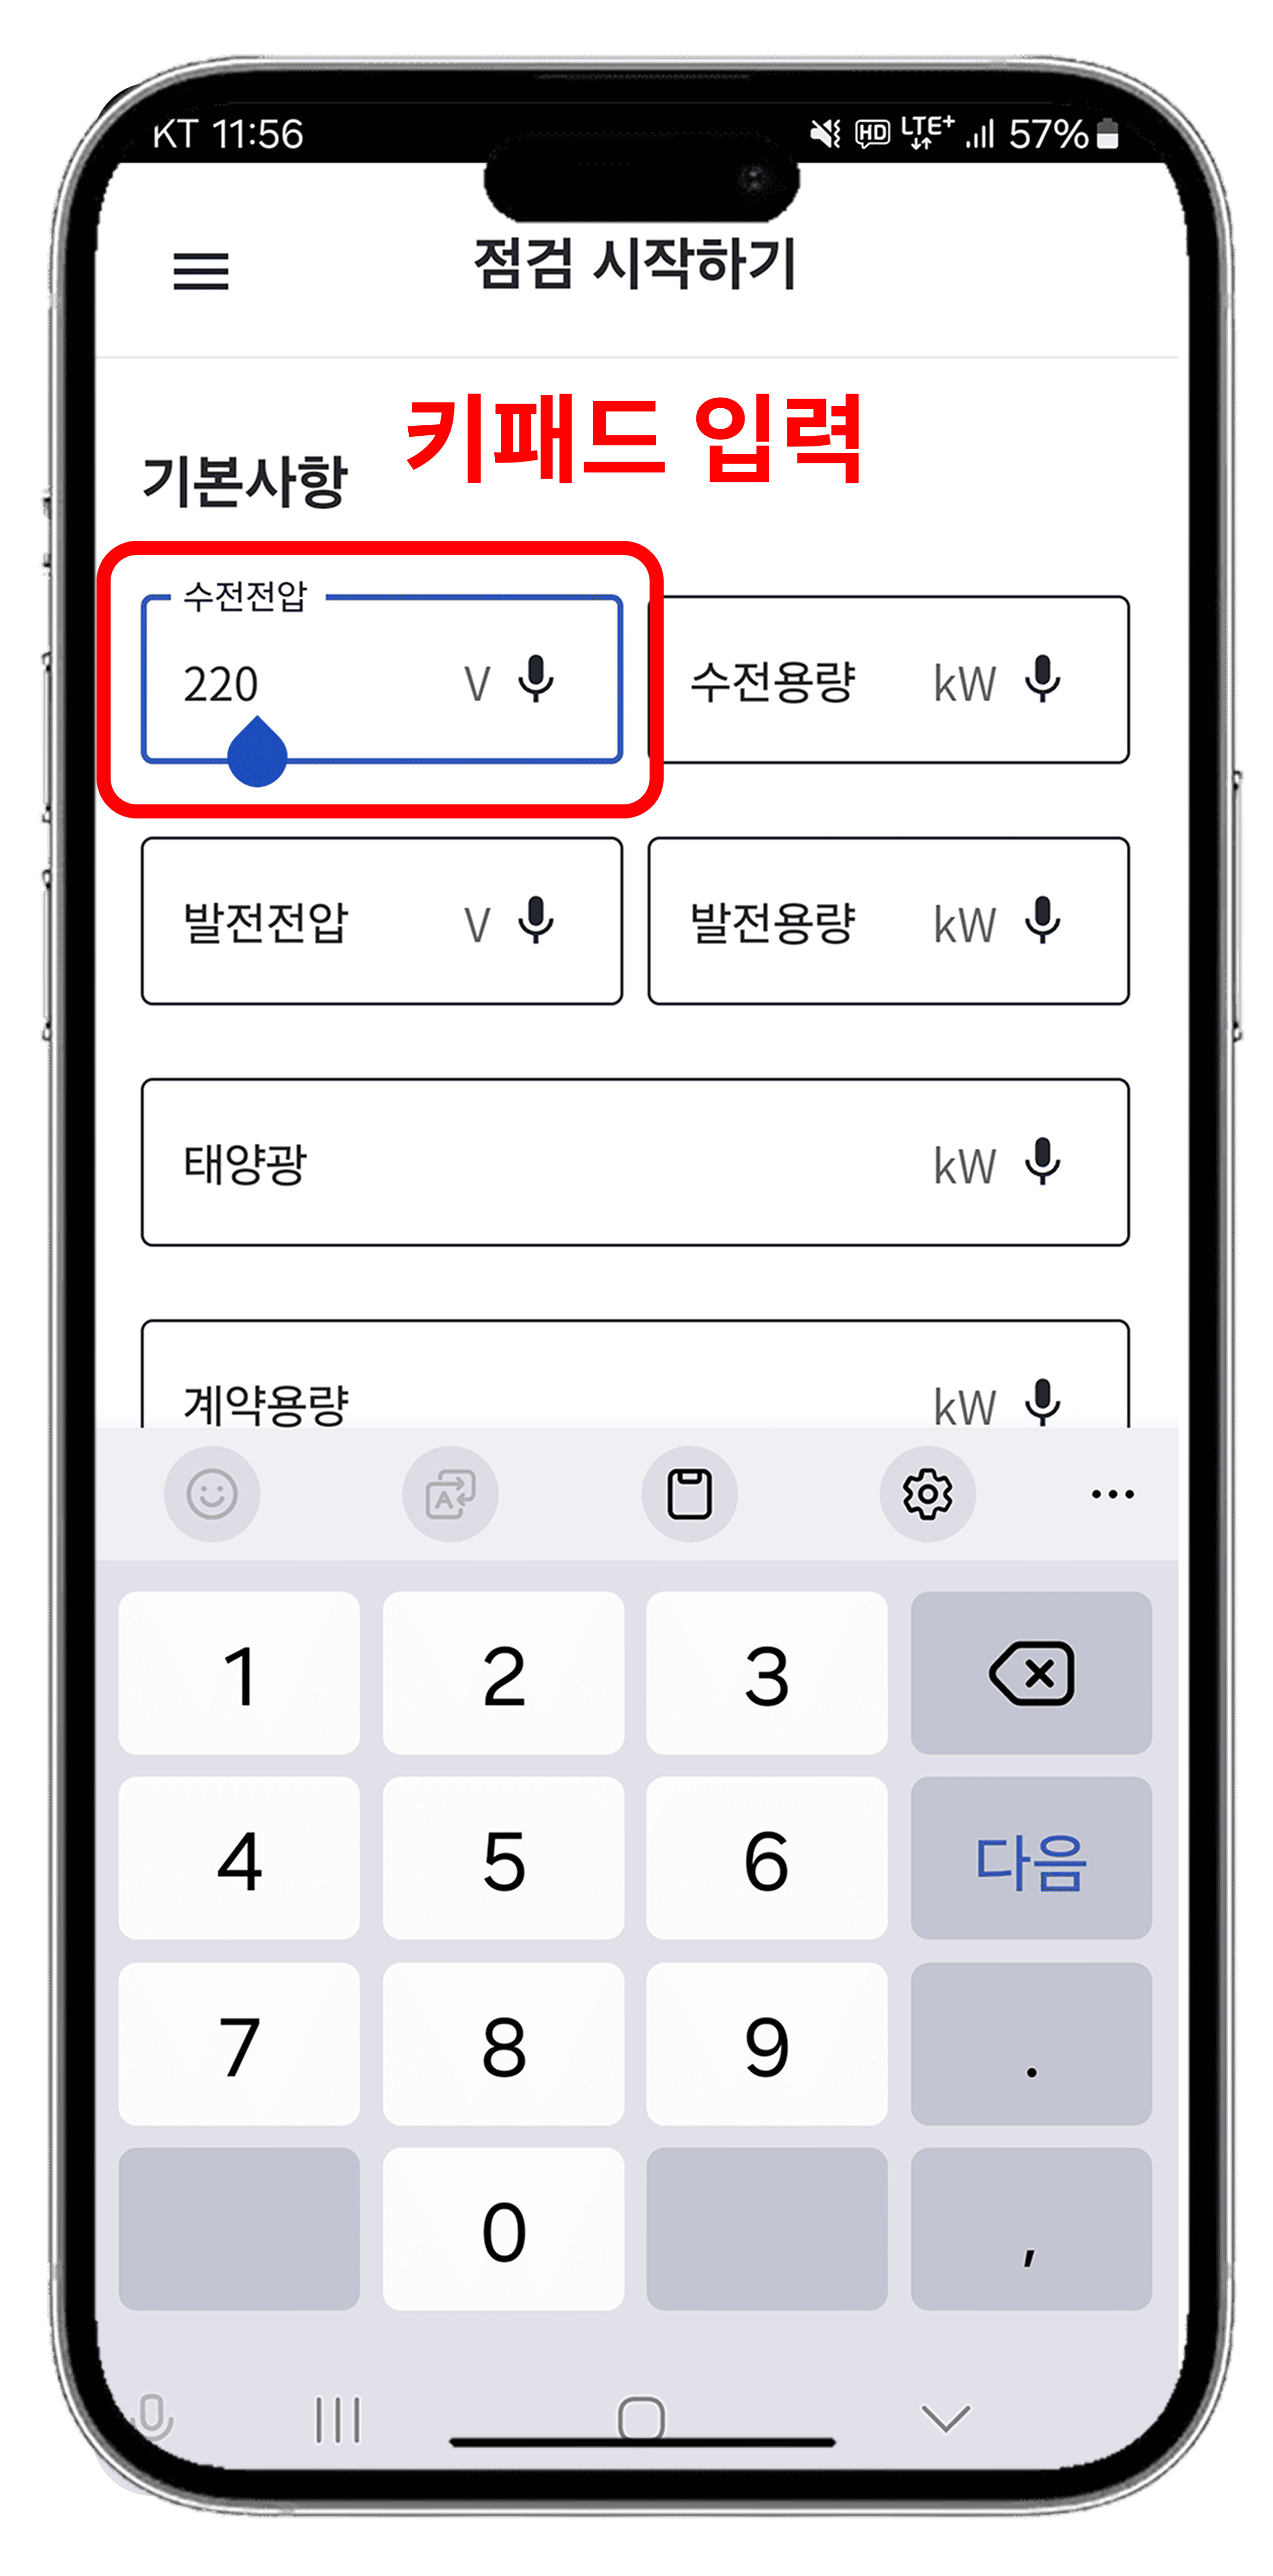 KT 11:56 HD LTE+ 57%
점검 시작하기
키패드 입력
기본사항
수전전압
220 V
수전용량 kW
발전전압 V
발전용량 kW
태양광 kW
계약용량 kW
A
1 2 3
4 5 6 다음
7 8 9 .
0 ,